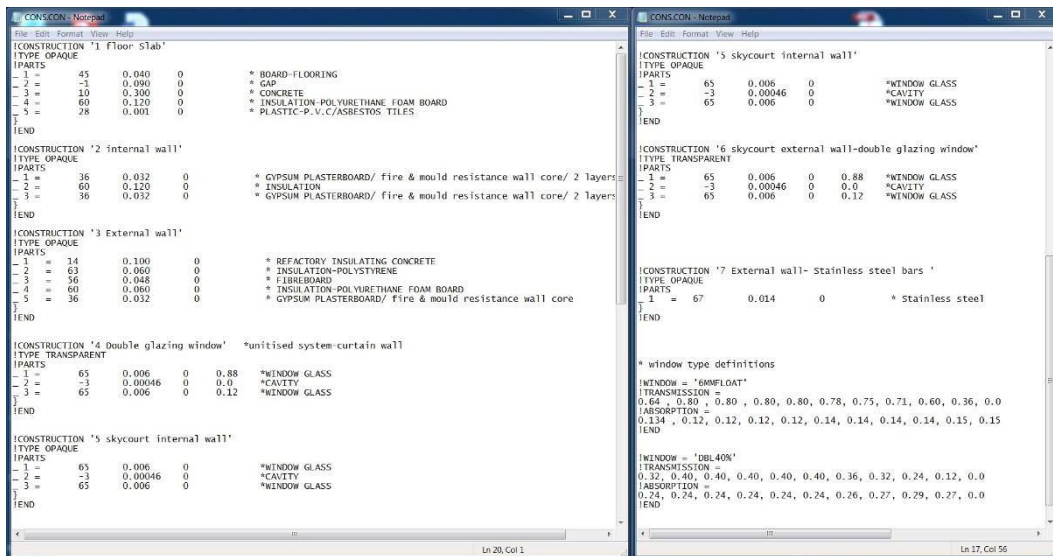 CONS.CON - Notepad
File Edit Format View Help
!CONSTRUCTION '1 floor Slab'
!TYPE OPAQUE
!PARTS
_ 1 = 45 0.040 0 * BOARD-FLOORING
_ 2 = -1 0.090 0 * GAP
_ 3 = 10 0.300 0 * CONCRETE
_ 4 = 60 0.120 0 * INSULATION-POLYURETHANE FOAM BOARD
_ 5 = 28 0.001 0 * PLASTIC-P.V.C/ASBESTOS TILES
}
!END
!CONSTRUCTION '2 internal wall'
!TYPE OPAQUE
!PARTS
_ 1 = 36 0.032 0 * GYPSUM PLASTERBOARD/ fire & mould resistance wall core/ 2 layers
_ 2 = 60 0.120 0 * INSULATION
_ 3 = 36 0.032 0 * GYPSUM PLASTERBOARD/ fire & mould resistance wall core/ 2 layers
}
!END
!CONSTRUCTION '3 External wall'
!TYPE OPAQUE
!PARTS
_ 1 = 14 0.100 0 * REFACTORY INSULATING CONCRETE
_ 2 = 63 0.060 0 * INSULATION-POLYSTYRENE
_ 3 = 56 0.048 0 * FIBREBOARD
_ 4 = 60 0.060 0 * INSULATION-POLYURETHANE FOAM BOARD
_ 5 = 36 0.032 0 * GYPSUM PLASTERBOARD/ fire & mould resistance wall core
}
!END
!CONSTRUCTION '4 Double glazing window' *unitised system-curtain wall
!TYPE TRANSPARENT
!PARTS
_ 1 = 65 0.006 0 0.88 *WINDOW GLASS
_ 2 = -3 0.00046 0 0.0 *CAVITY
_ 3 = 65 0.006 0 0.12 *WINDOW GLASS
}
!END
!CONSTRUCTION '5 skycourt internal wall'
!TYPE OPAQUE
!PARTS
_ 1 = 65 0.006 0 *WINDOW GLASS
_ 2 = -3 0.00046 0 *CAVITY
_ 3 = 65 0.006 0 *WINDOW GLASS
}
!END
Ln 20, Col 1
CONS.CON - Notepad
File Edit Format View Help
!CONSTRUCTION '5 skycourt internal wall'
!TYPE OPAQUE
!PARTS
_ 1 = 65 0.006 0 *WINDOW GLASS
_ 2 = -3 0.00046 0 *CAVITY
_ 3 = 65 0.006 0 *WINDOW GLASS
}
!END
!CONSTRUCTION '6 skycourt external wall-double glazing window'
!TYPE TRANSPARENT
!PARTS
_ 1 = 65 0.006 0 0.88 *WINDOW GLASS
_ 2 = -3 0.00046 0 0.0 *CAVITY
_ 3 = 65 0.006 0 0.12 *WINDOW GLASS
}
!END
!CONSTRUCTION '7 External wall- Stainless steel bars '
!TYPE OPAQUE
!PARTS
_ 1 = 67 0.014 0 * Stainless steel
}
!END
* window type definitions
!WINDOW = '6MMFLOAT'
!TRANSMISSION =
0.64 , 0.80 , 0.80 , 0.80, 0.80, 0.78, 0.75, 0.71, 0.60, 0.36, 0.0
!ABSORPTION =
0.134 , 0.12, 0.12, 0.12, 0.12, 0.14, 0.14, 0.14, 0.14, 0.15, 0.15
!END
!WINDOW = 'DBL40%'
!TRANSMISSION =
0.32, 0.40, 0.40, 0.40, 0.40, 0.40, 0.36, 0.32, 0.24, 0.12, 0.0
!ABSORPTION =
0.24, 0.24, 0.24, 0.24, 0.24, 0.24, 0.26, 0.27, 0.29, 0.27, 0.0
!END
Ln 17, Col 56